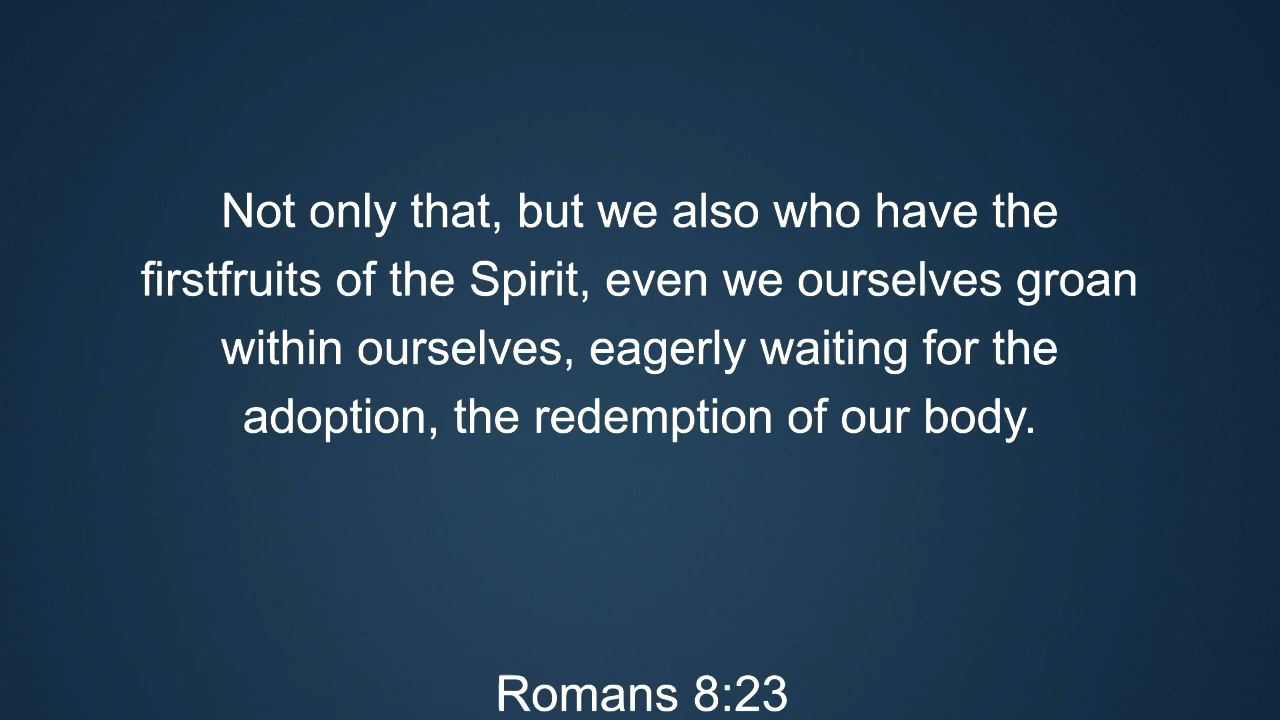 Not only that, but we also who have the
firstfruits of the Spirit, even we ourselves groan
within ourselves, eagerly waiting for the
adoption, the redemption of our body.
Romans 8:23